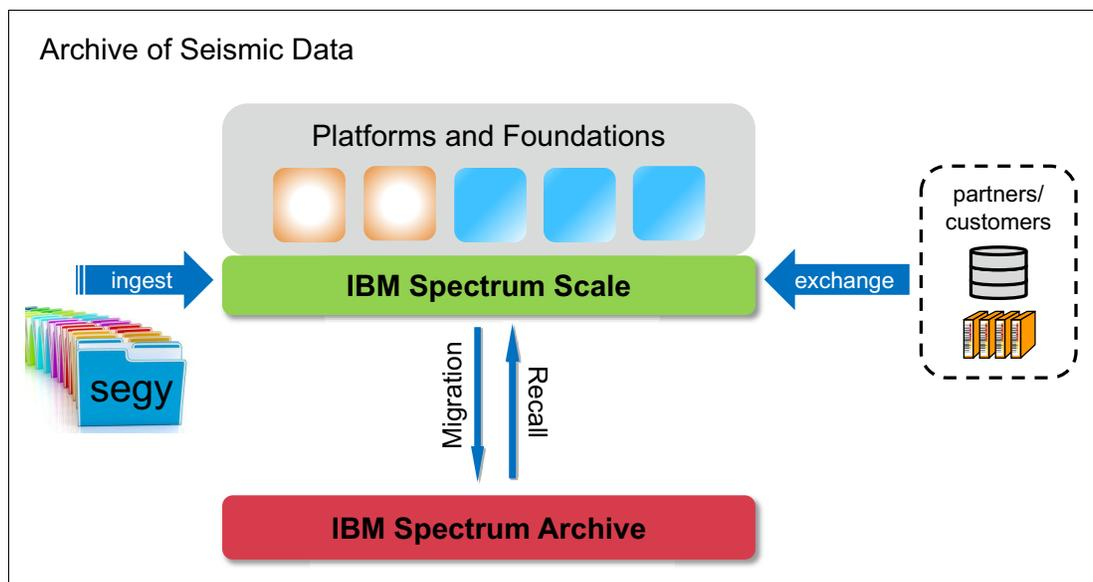 Archive of Seismic Data
Platforms and Foundations
partners/
customers
ingest
IBM Spectrum Scale
exchange
segy
Migration
Recall
IBM Spectrum Archive